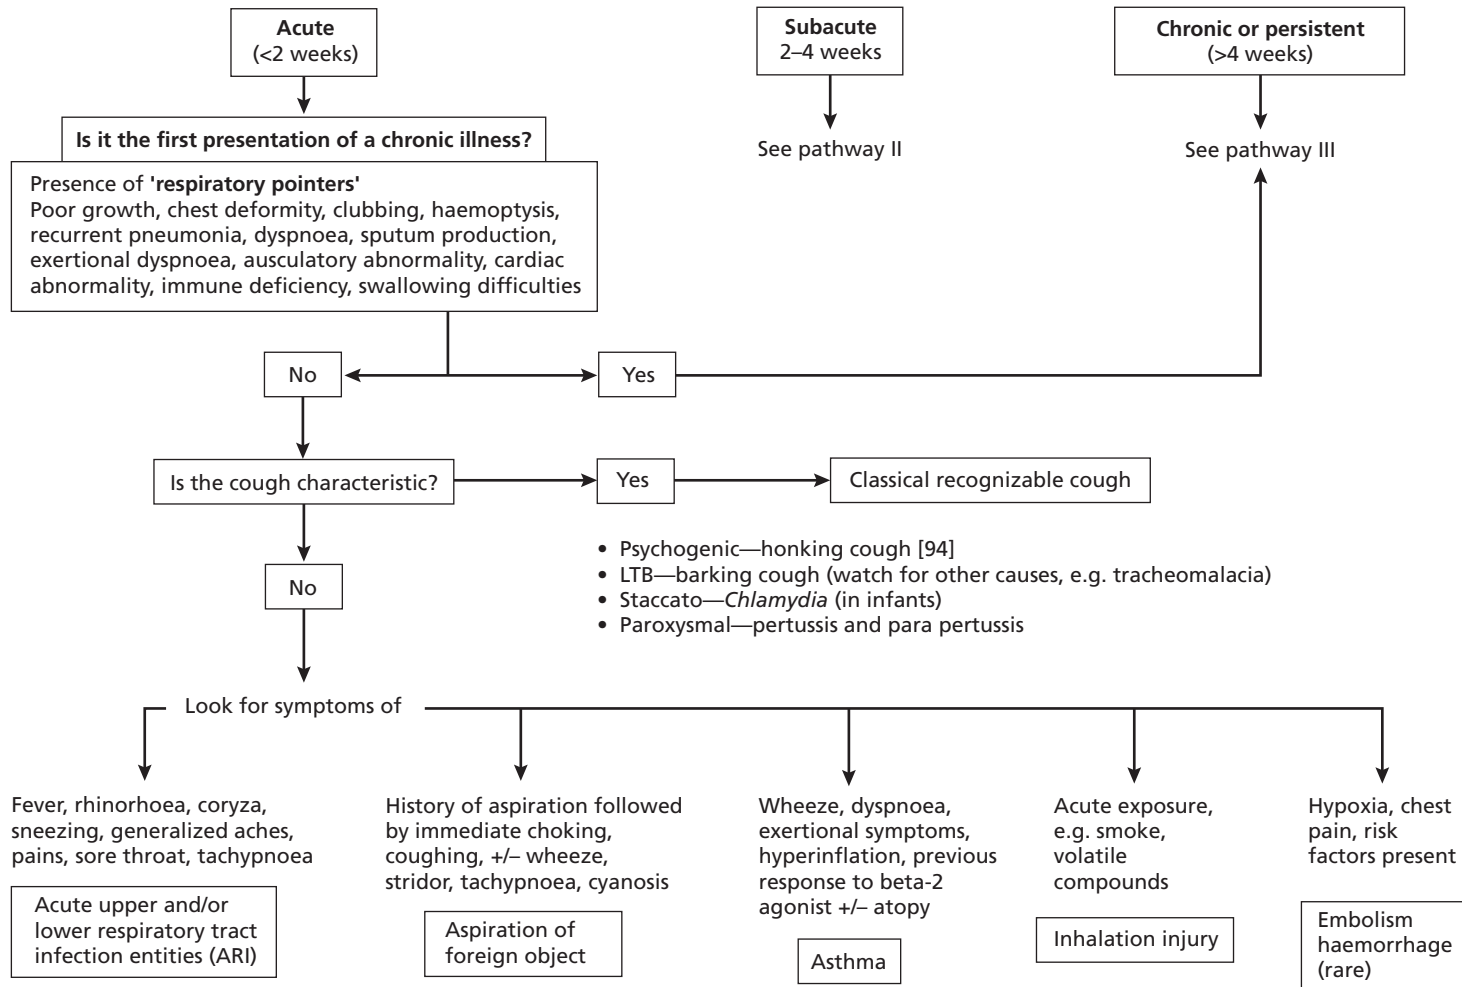 Acute
(<2 weeks)
Subacute
2–4 weeks
Chronic or persistent
(>4 weeks)
Is it the first presentation of a chronic illness?
See pathway II
See pathway III
Presence of 'respiratory pointers'
Poor growth, chest deformity, clubbing, haemoptysis,
recurrent pneumonia, dyspnoea, sputum production,
exertional dyspnoea, ausculatory abnormality, cardiac
abnormality, immune deficiency, swallowing difficulties
No
Yes
Is the cough characteristic?
Yes
Classical recognizable cough
• Psychogenic—honking cough [94]
• LTB—barking cough (watch for other causes, e.g. tracheomalacia)
• Staccato—Chlamydia (in infants)
• Paroxysmal—pertussis and para pertussis
No
Look for symptoms of
Fever, rhinorhoea, coryza,
sneezing, generalized aches,
pains, sore throat, tachypnoea
Acute upper and/or
lower respiratory tract
infection entities (ARI)
History of aspiration followed
by immediate choking,
coughing, +/– wheeze,
stridor, tachypnoea, cyanosis
Aspiration of
foreign object
Wheeze, dyspnoea,
exertional symptoms,
hyperinflation, previous
response to beta-2
agonist +/– atopy
Asthma
Acute exposure,
e.g. smoke,
volatile
compounds
Inhalation injury
Hypoxia, chest
pain, risk
factors present
Embolism
haemorrhage
(rare)